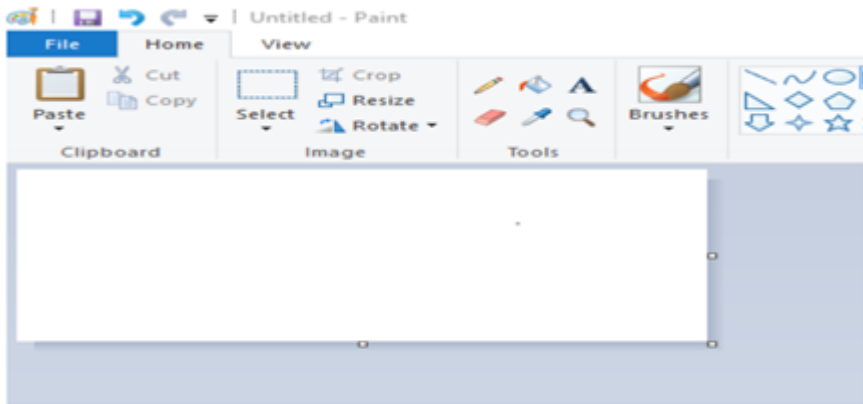 Untitled - Paint
File Home View
Cut Crop
Copy Resize
Paste Select Rotate Brushes
Clipboard Image Tools